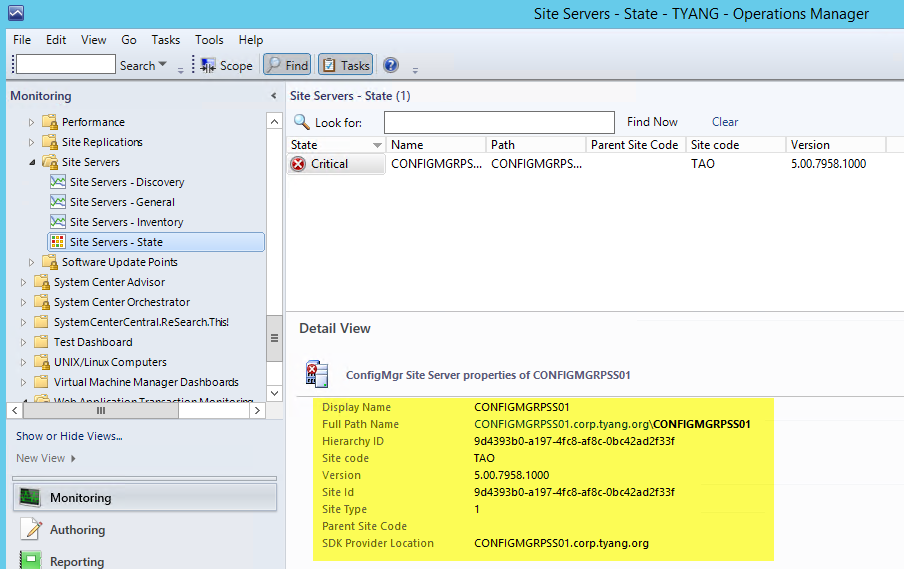 Site Servers - State - TYANG - Operations Manager
File Edit View Go Tasks Tools Help
Search Scope Find Tasks
Monitoring
Performance
Site Replications
Site Servers
Site Servers - Discovery
Site Servers - General
Site Servers - Inventory
Site Servers - State
Software Update Points
System Center Advisor
System Center Orchestrator
SystemCenterCentral.ReSearch.This!
Test Dashboard
UNIX/Linux Computers
Virtual Machine Manager Dashboards
Web Application Transaction Monitoring
Show or Hide Views...
New View
Monitoring
Authoring
Reporting
Site Servers - State (1)
Look for: Find Now Clear
State Name Path Parent Site Code Site code Version
Critical CONFIGMGRPS... CONFIGMGRPS... TAO 5.00.7958.1000
Detail View
ConfigMgr Site Server properties of CONFIGMGRPSS01
Display Name CONFIGMGRPSS01
Full Path Name CONFIGMGRPSS01.corp.tyang.org\CONFIGMGRPSS01
Hierarchy ID 9d4393b0-a197-4fc8-af8c-0bc42ad2f33f
Site code TAO
Version 5.00.7958.1000
Site Id 9d4393b0-a197-4fc8-af8c-0bc42ad2f33f
Site Type 1
Parent Site Code
SDK Provider Location CONFIGMGRPSS01.corp.tyang.org